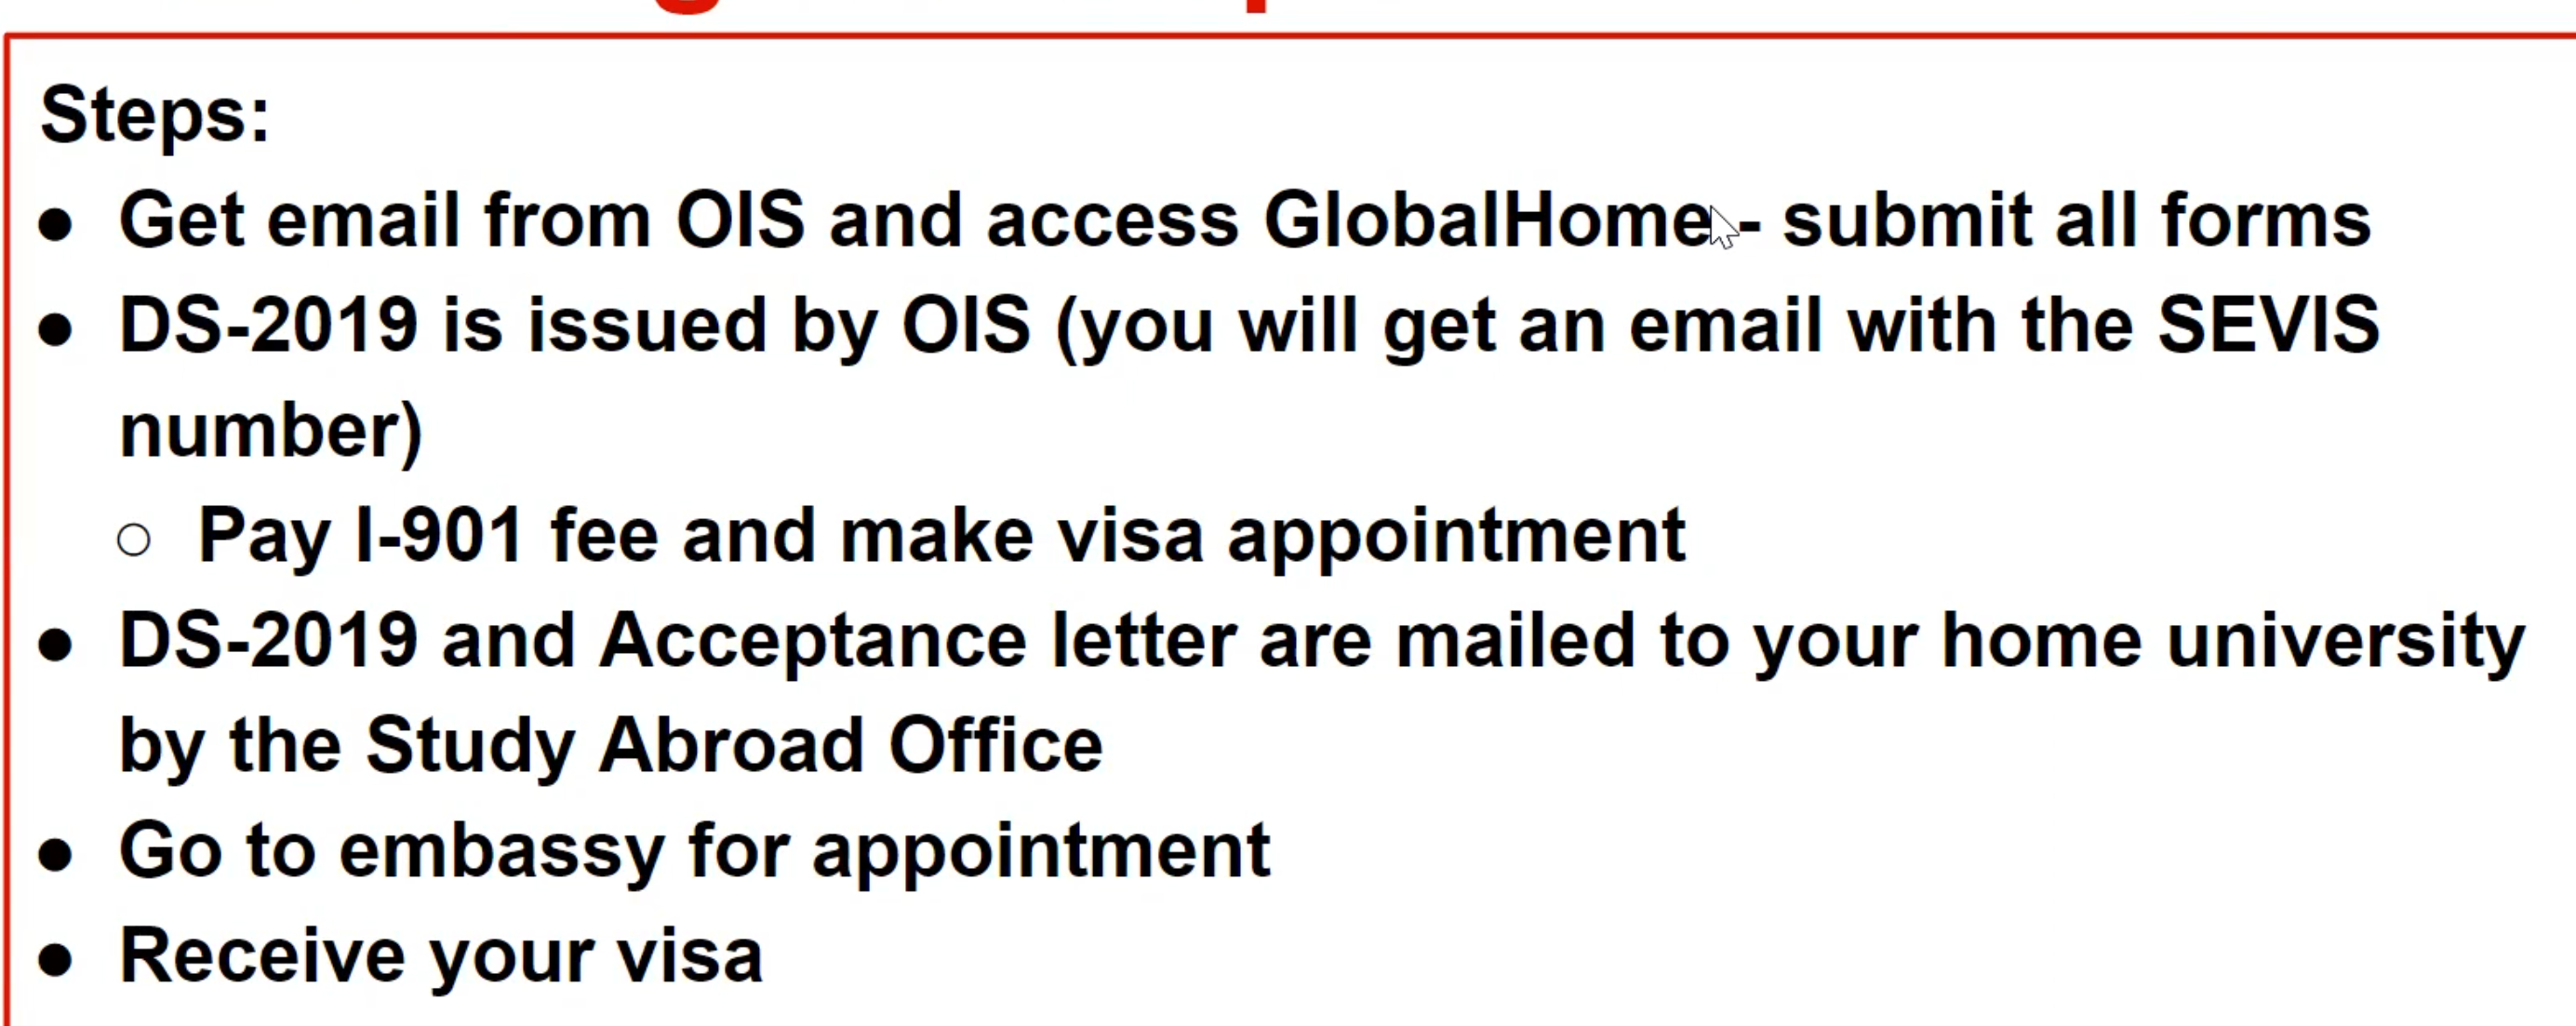 Steps:
● Get email from OIS and access GlobalHome - submit all forms
● DS-2019 is issued by OIS (you will get an email with the SEVIS
number)
○ Pay I-901 fee and make visa appointment
● DS-2019 and Acceptance letter are mailed to your home university
by the Study Abroad Office
● Go to embassy for appointment
● Receive your visa